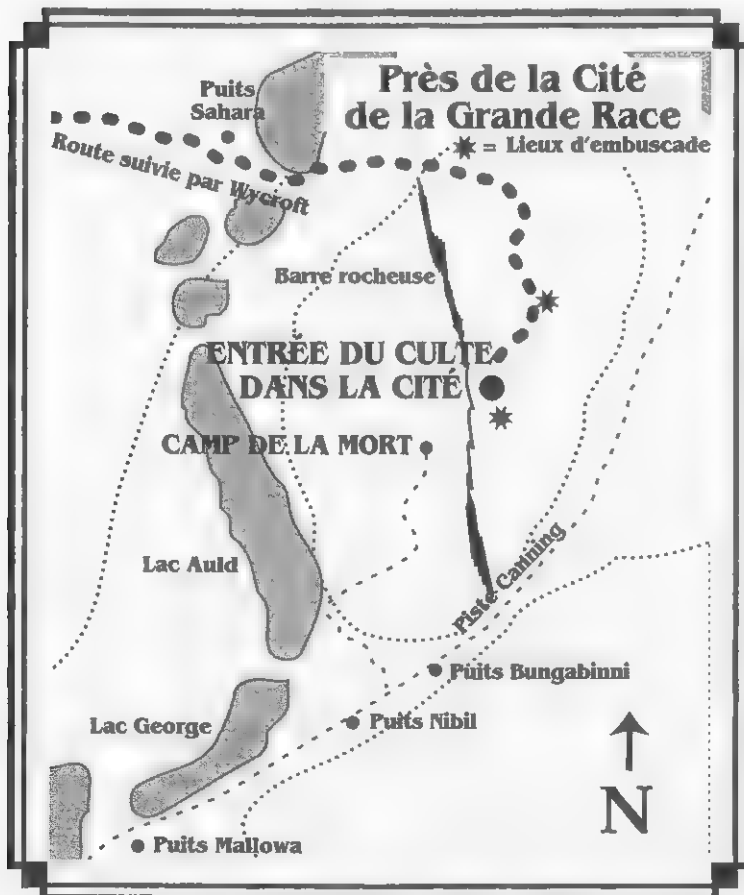 Puits
Sahara
Près de la Cité
de la Grande Race
= Lieux d'embuscade
Route suivie par Wycroft
Barre rocheuse
ENTRÉE DU CULTE
DANS LA CITÉ
CAMP DE LA MORT
Lac Auld
Piste Canning
Puits Bungabinni
Lac George
Puits Nibil
N
Puits Mallowa